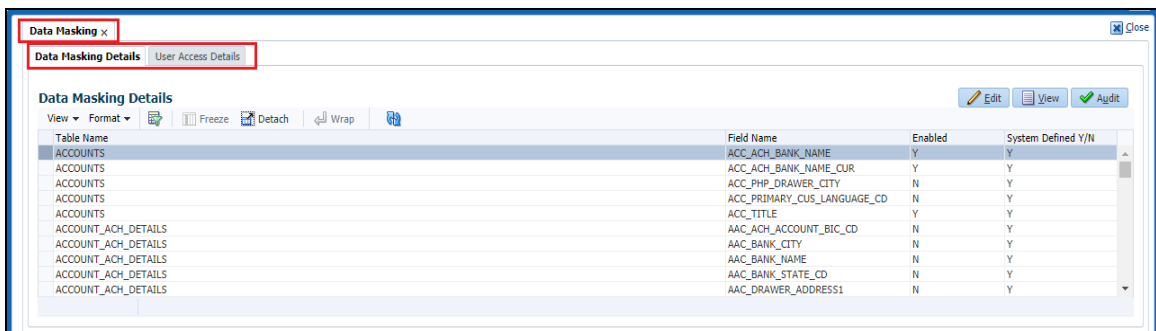 Data Masking × Close
Data Masking Details User Access Details
Data Masking Details Edit View Audit
View Format Freeze Detach Wrap
Table Name Field Name Enabled System Defined Y/N
ACCOUNTS ACC_ACH_BANK_NAME Y Y
ACCOUNTS ACC_ACH_BANK_NAME_CUR Y Y
ACCOUNTS ACC_PHP_DRAWER_CITY N Y
ACCOUNTS ACC_PRIMARY_CUS_LANGUAGE_CD N Y
ACCOUNTS ACC_TITLE Y Y
ACCOUNT_ACH_DETAILS AAC_ACH_ACCOUNT_BIC_CD N Y
ACCOUNT_ACH_DETAILS AAC_BANK_CITY N Y
ACCOUNT_ACH_DETAILS AAC_BANK_NAME N Y
ACCOUNT_ACH_DETAILS AAC_BANK_STATE_CD N Y
ACCOUNT_ACH_DETAILS AAC_DRAWER_ADDRESS1 N Y